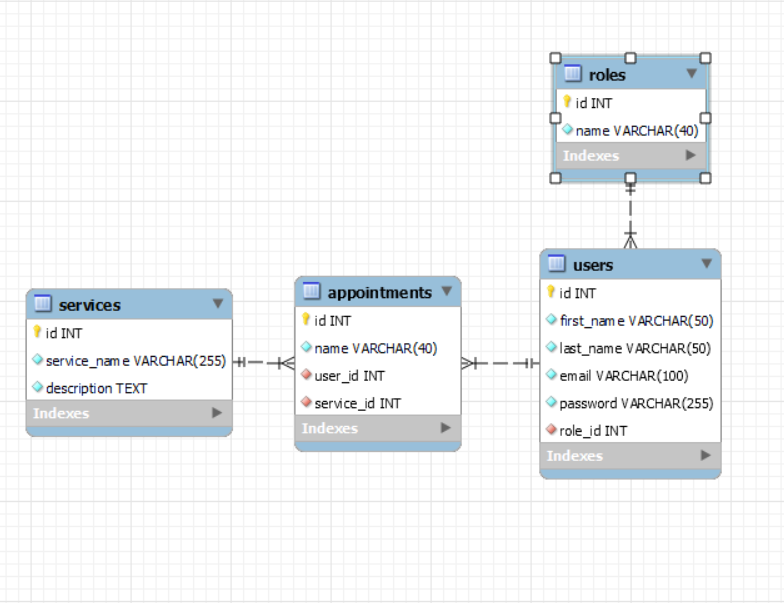 roles
id INT
name VARCHAR(40)
Indexes
users
id INT
first_name VARCHAR(50)
last_name VARCHAR(50)
email VARCHAR(100)
password VARCHAR(255)
role_id INT
Indexes
appointments
id INT
name VARCHAR(40)
user_id INT
service_id INT
Indexes
services
id INT
service_name VARCHAR(255)
description TEXT
Indexes